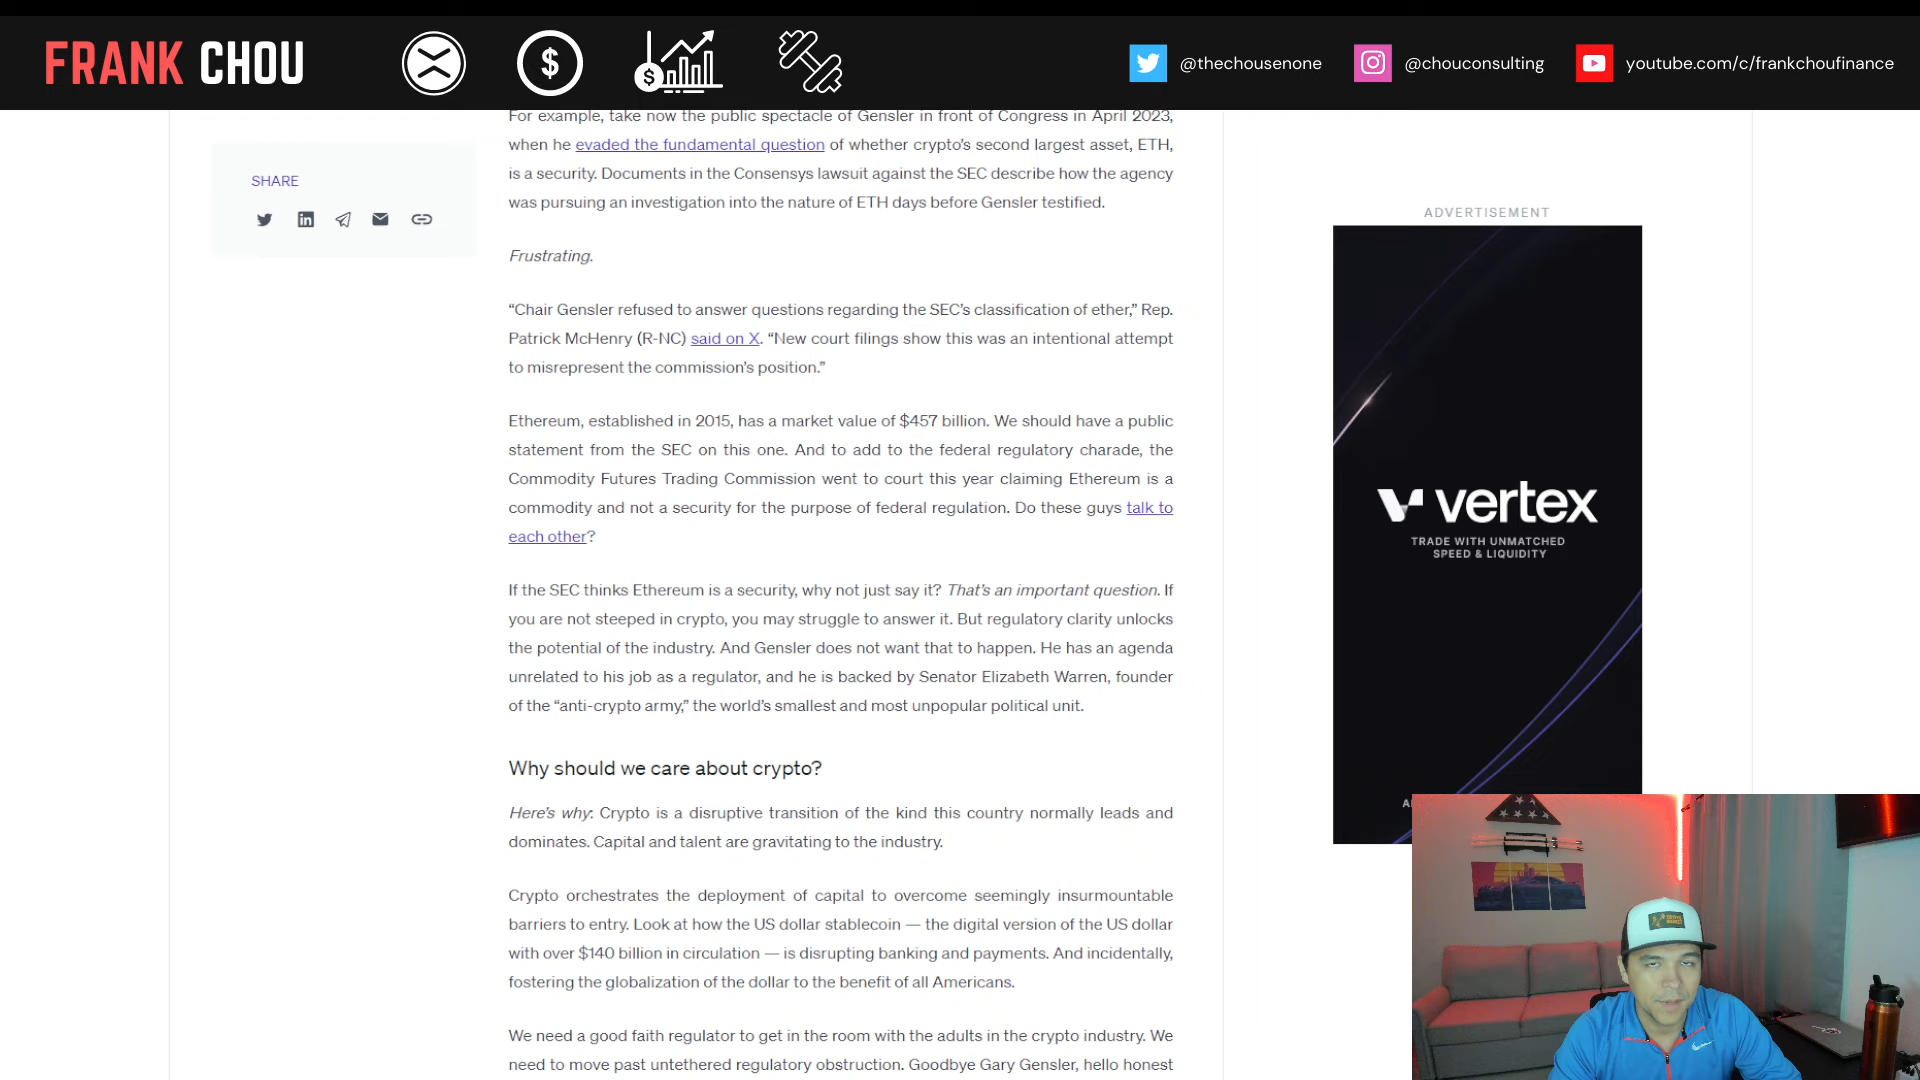 FRANK CHOU
@thechousenone
@chouconsulting
youtube.com/c/frankchoufinance
For example, take now the public spectacle of Gensler in front of Congress in April 2023,
when he evaded the fundamental question of whether crypto’s second largest asset, ETH,
is a security. Documents in the Consensys lawsuit against the SEC describe how the agency
was pursuing an investigation into the nature of ETH days before Gensler testified.
SHARE
Frustrating.
“Chair Gensler refused to answer questions regarding the SEC’s classification of ether,” Rep.
Patrick McHenry (R-NC) said on X. “New court filings show this was an intentional attempt
to misrepresent the commission’s position.”
Ethereum, established in 2015, has a market value of $457 billion. We should have a public
statement from the SEC on this one. And to add to the federal regulatory charade, the
Commodity Futures Trading Commission went to court this year claiming Ethereum is a
commodity and not a security for the purpose of federal regulation. Do these guys talk to
each other?
If the SEC thinks Ethereum is a security, why not just say it? That’s an important question. If
you are not steeped in crypto, you may struggle to answer it. But regulatory clarity unlocks
the potential of the industry. And Gensler does not want that to happen. He has an agenda
unrelated to his job as a regulator, and he is backed by Senator Elizabeth Warren, founder
of the “anti-crypto army,” the world’s smallest and most unpopular political unit.
Why should we care about crypto?
Here’s why: Crypto is a disruptive transition of the kind this country normally leads and
dominates. Capital and talent are gravitating to the industry.
Crypto orchestrates the deployment of capital to overcome seemingly insurmountable
barriers to entry. Look at how the US dollar stablecoin — the digital version of the US dollar
with over $140 billion in circulation — is disrupting banking and payments. And incidentally,
fostering the globalization of the dollar to the benefit of all Americans.
We need a good faith regulator to get in the room with the adults in the crypto industry. We
need to move past untethered regulatory obstruction. Goodbye Gary Gensler, hello honest
ADVERTISEMENT
vertex
TRADE WITH UNMATCHED
SPEED & LIQUIDITY